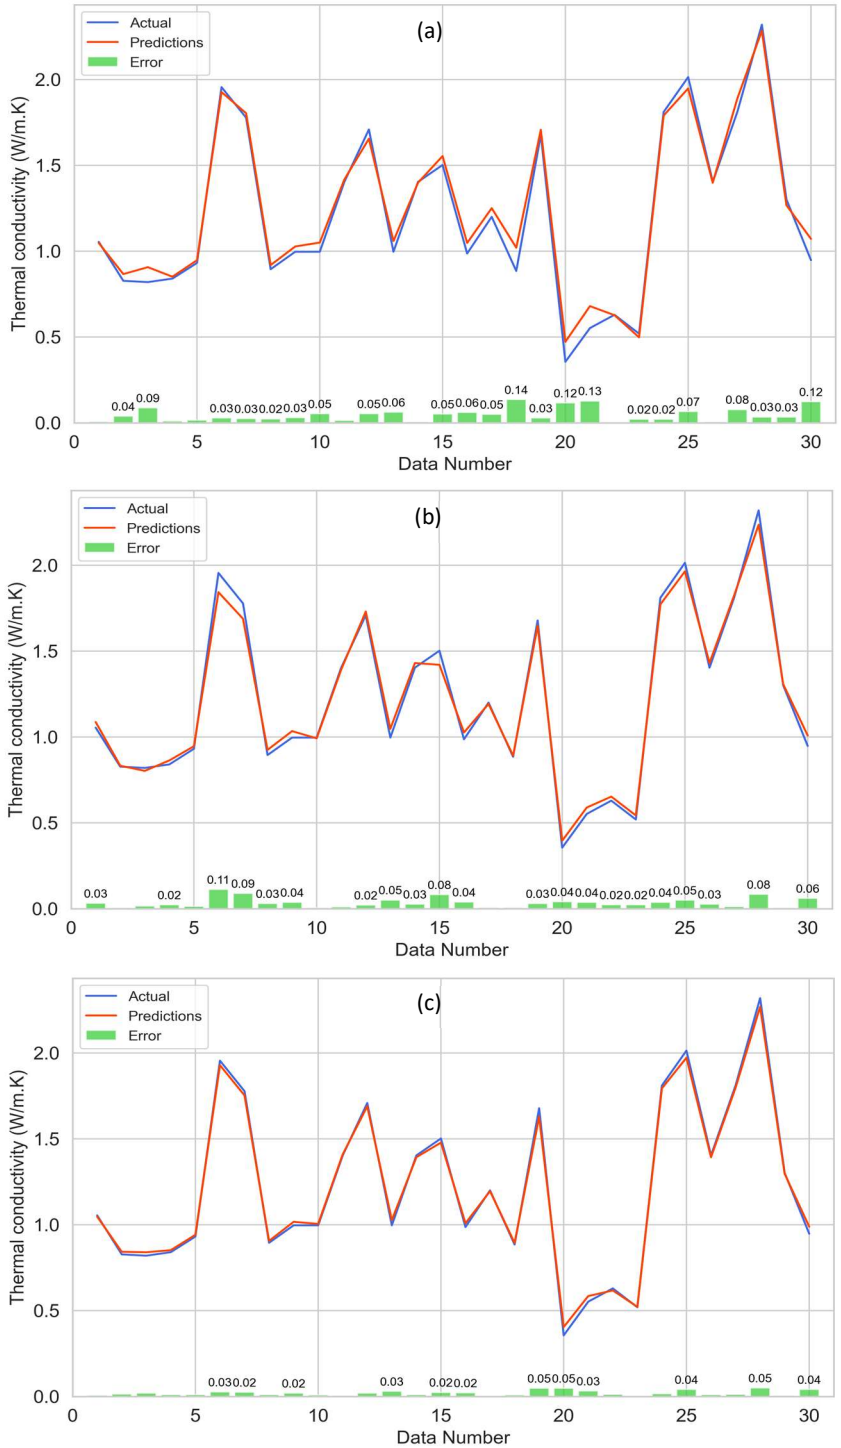 Actual
Predictions
Error
(a)
Thermal conductivity (W/m.K)
2.0
1.5
1.0
0.5
0.0
0.04 0.09 0.03 0.03 0.02 0.03 0.05 0.05 0.06 0.05 0.06 0.05 0.14 0.03 0.12 0.13 0.02 0.02 0.07 0.08 0.03 0.03 0.12
0 5 10 15 20 25 30
Data Number
Actual
Predictions
Error
(b)
Thermal conductivity (W/m.K)
2.0
1.5
1.0
0.5
0.0
0.03 0.02 0.11 0.09 0.03 0.04 0.02 0.05 0.03 0.08 0.04 0.03 0.04 0.04 0.02 0.02 0.04 0.05 0.03 0.08 0.06
0 5 10 15 20 25 30
Data Number
Actual
Predictions
Error
(c)
Thermal conductivity (W/m.K)
2.0
1.5
1.0
0.5
0.0
0.03 0.02 0.02 0.03 0.02 0.02 0.05 0.05 0.03 0.04 0.05 0.04
0 5 10 15 20 25 30
Data Number